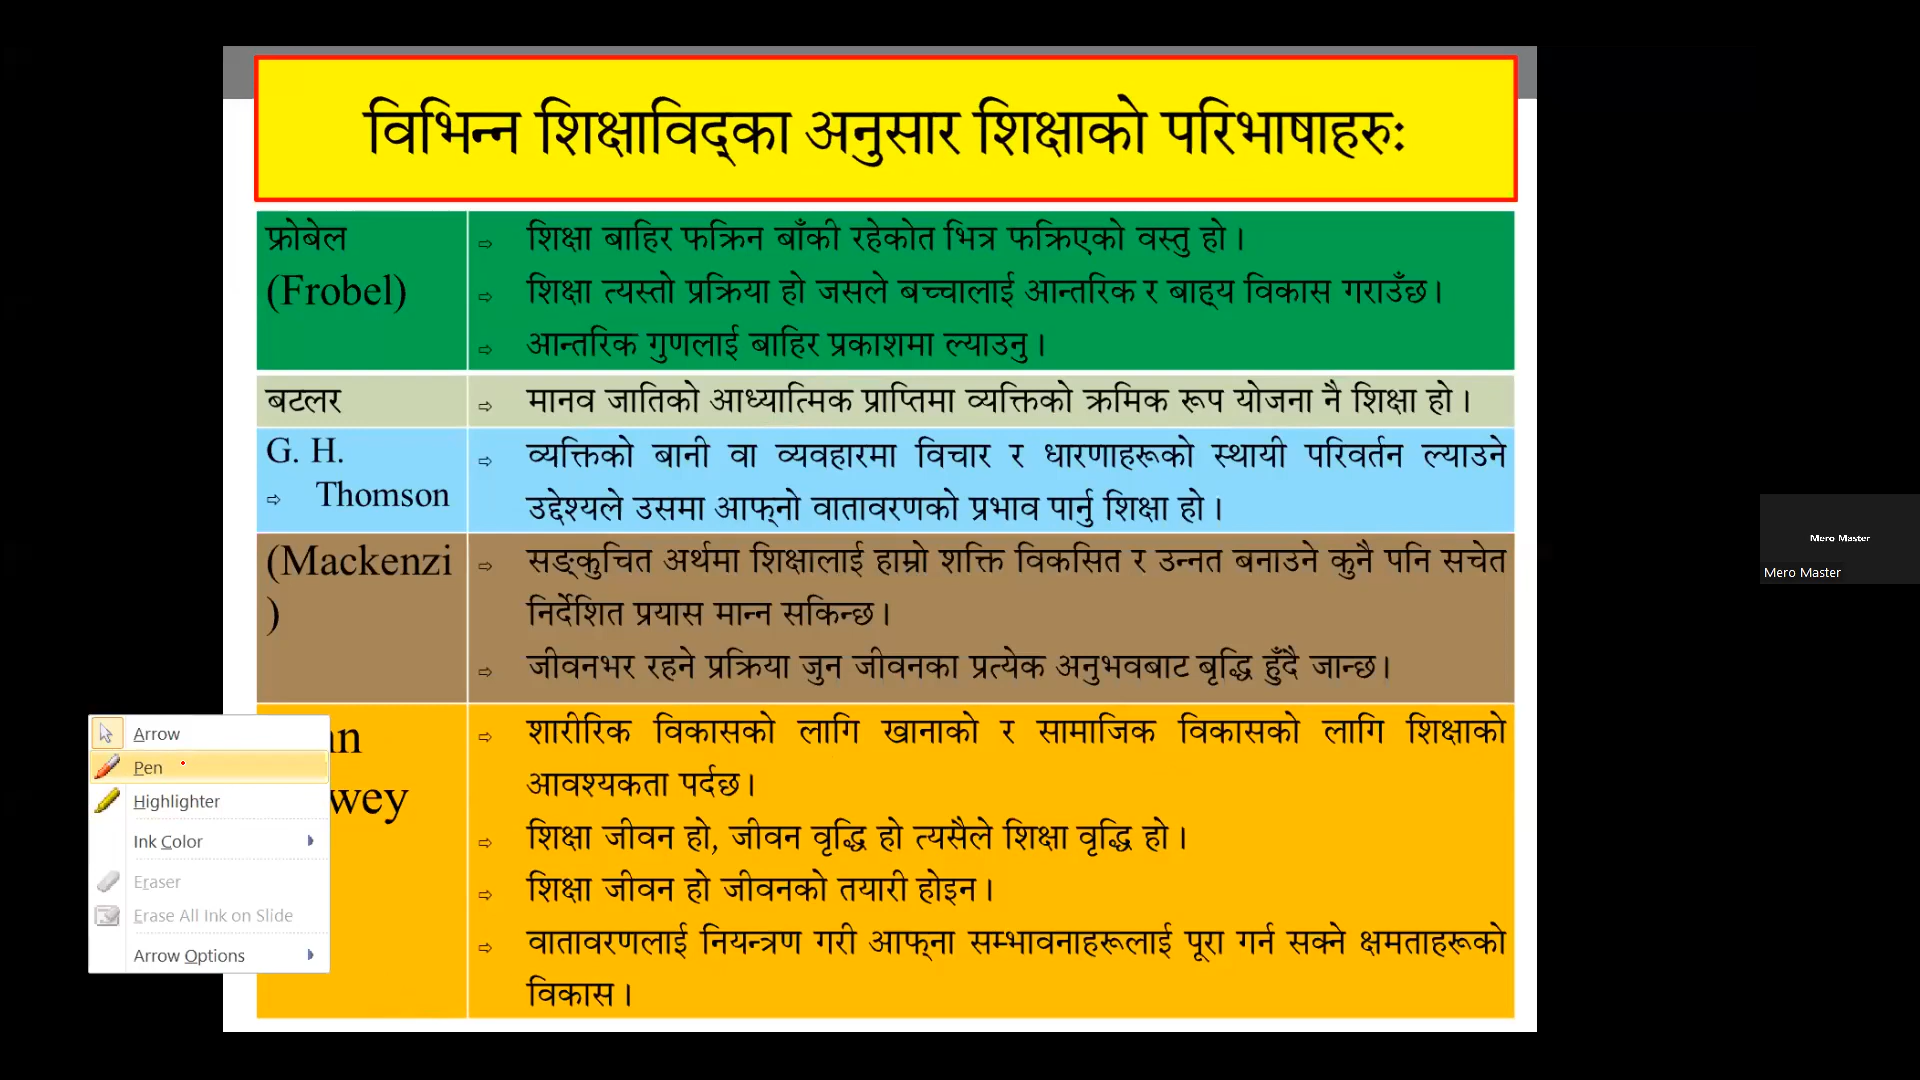 विभिन्न शिक्षाविद्का अनुसार शिक्षाको परिभाषाहरुः
फ्रोबेल
(Frobel)
⇨ शिक्षा बाहिर फक्रिन बाँकी रहेकोत भित्र फक्रिएको वस्तु हो ।
⇨ शिक्षा त्यस्तो प्रक्रिया हो जसले बच्चालाई आन्तरिक र बाह्य विकास गराउँछ ।
⇨ आन्तरिक गुणलाई बाहिर प्रकाशमा ल्याउनु ।
बटलर
⇨ मानव जातिको आध्यात्मिक प्राप्तिमा व्यक्तिको क्रमिक रूप योजना नै शिक्षा हो ।
G. H.
⇨ Thomson
⇨ व्यक्तिको बानी वा व्यवहारमा विचार र धारणाहरूको स्थायी परिवर्तन ल्याउने
उद्देश्यले उसमा आफ्नो वातावरणको प्रभाव पार्नु शिक्षा हो ।
(Mackenzi
)
⇨ सङ्कुचित अर्थमा शिक्षालाई हाम्रो शक्ति विकसित र उन्नत बनाउने कुनै पनि सचेत
निर्देशित प्रयास मान्न सकिन्छ ।
⇨ जीवनभर रहने प्रक्रिया जुन जीवनका प्रत्येक अनुभवबाट बृद्धि हुँदै जान्छ ।
wey
⇨ शारीरिक विकासको लागि खानाको र सामाजिक विकासको लागि शिक्षाको
आवश्यकता पर्दछ ।
⇨ शिक्षा जीवन हो, जीवन वृद्धि हो त्यसैले शिक्षा वृद्धि हो ।
⇨ शिक्षा जीवन हो जीवनको तयारी होइन ।
⇨ वातावरणलाई नियन्त्रण गरी आफ्ना सम्भावनाहरूलाई पूरा गर्न सक्ने क्षमताहरूको
विकास ।
Arrow
Pen
Highlighter
Ink Color
Eraser
Erase All Ink on Slide
Arrow Options
Mero Master
Mero Master